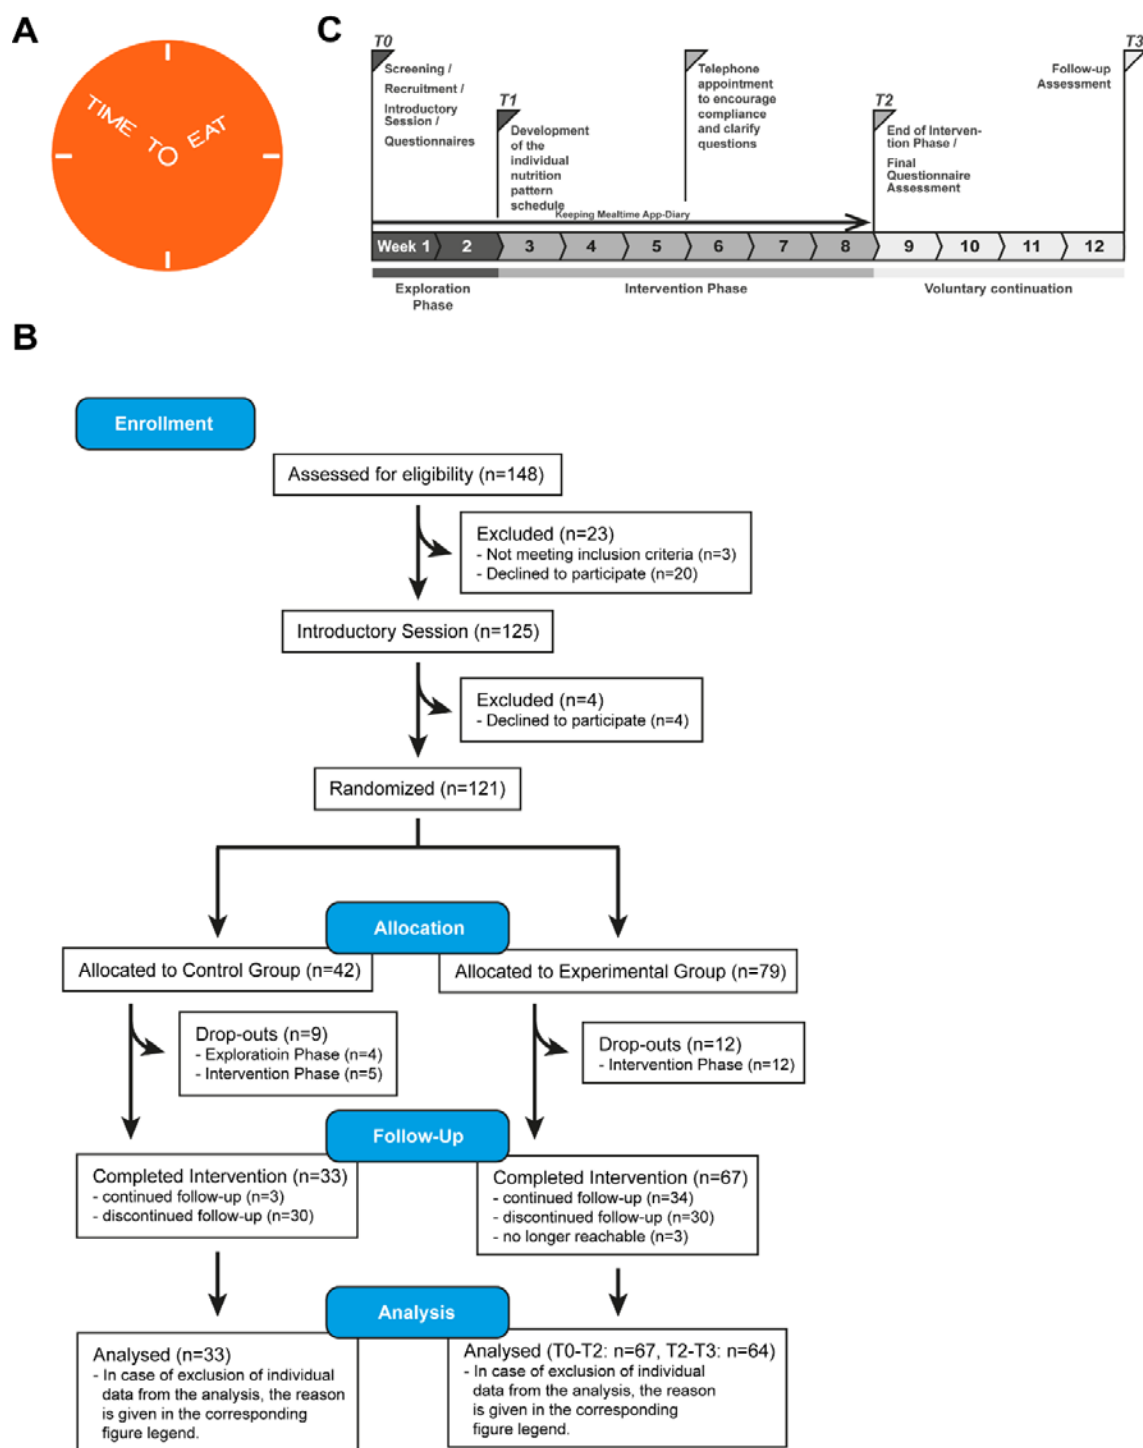 A
TIME TO EAT
C
T0
Screening /
Recruitment /
Introductory
Session /
Questionnaires
T1
Development
of the
individual
nutrition
pattern
schedule
Telephone
appointment
to encourage
compliance
and clarify
questions
T2
End of Interven-
tion Phase /
Final
Questionnaire
Assessment
T3
Follow-up
Assessment
Keeping Mealtime App-Diary
Week 1 2 3 4 5 6 7 8 9 10 11 12
Exploration
Phase
Intervention Phase
Voluntary continuation
B
Enrollment
Assessed for eligibility (n=148)
Excluded (n=23)
- Not meeting inclusion criteria (n=3)
- Declined to participate (n=20)
Introductory Session (n=125)
Excluded (n=4)
- Declined to participate (n=4)
Randomized (n=121)
Allocation
Allocated to Control Group (n=42)
Allocated to Experimental Group (n=79)
Drop-outs (n=9)
- Exploratioin Phase (n=4)
- Intervention Phase (n=5)
Drop-outs (n=12)
- Intervention Phase (n=12)
Follow-Up
Completed Intervention (n=33)
- continued follow-up (n=3)
- discontinued follow-up (n=30)
Completed Intervention (n=67)
- continued follow-up (n=34)
- discontinued follow-up (n=30)
- no longer reachable (n=3)
Analysis
Analysed (n=33)
- In case of exclusion of individual
data from the analysis, the reason
is given in the corresponding
figure legend.
Analysed (T0-T2: n=67, T2-T3: n=64)
- In case of exclusion of individual
data from the analysis, the reason
is given in the corresponding
figure legend.